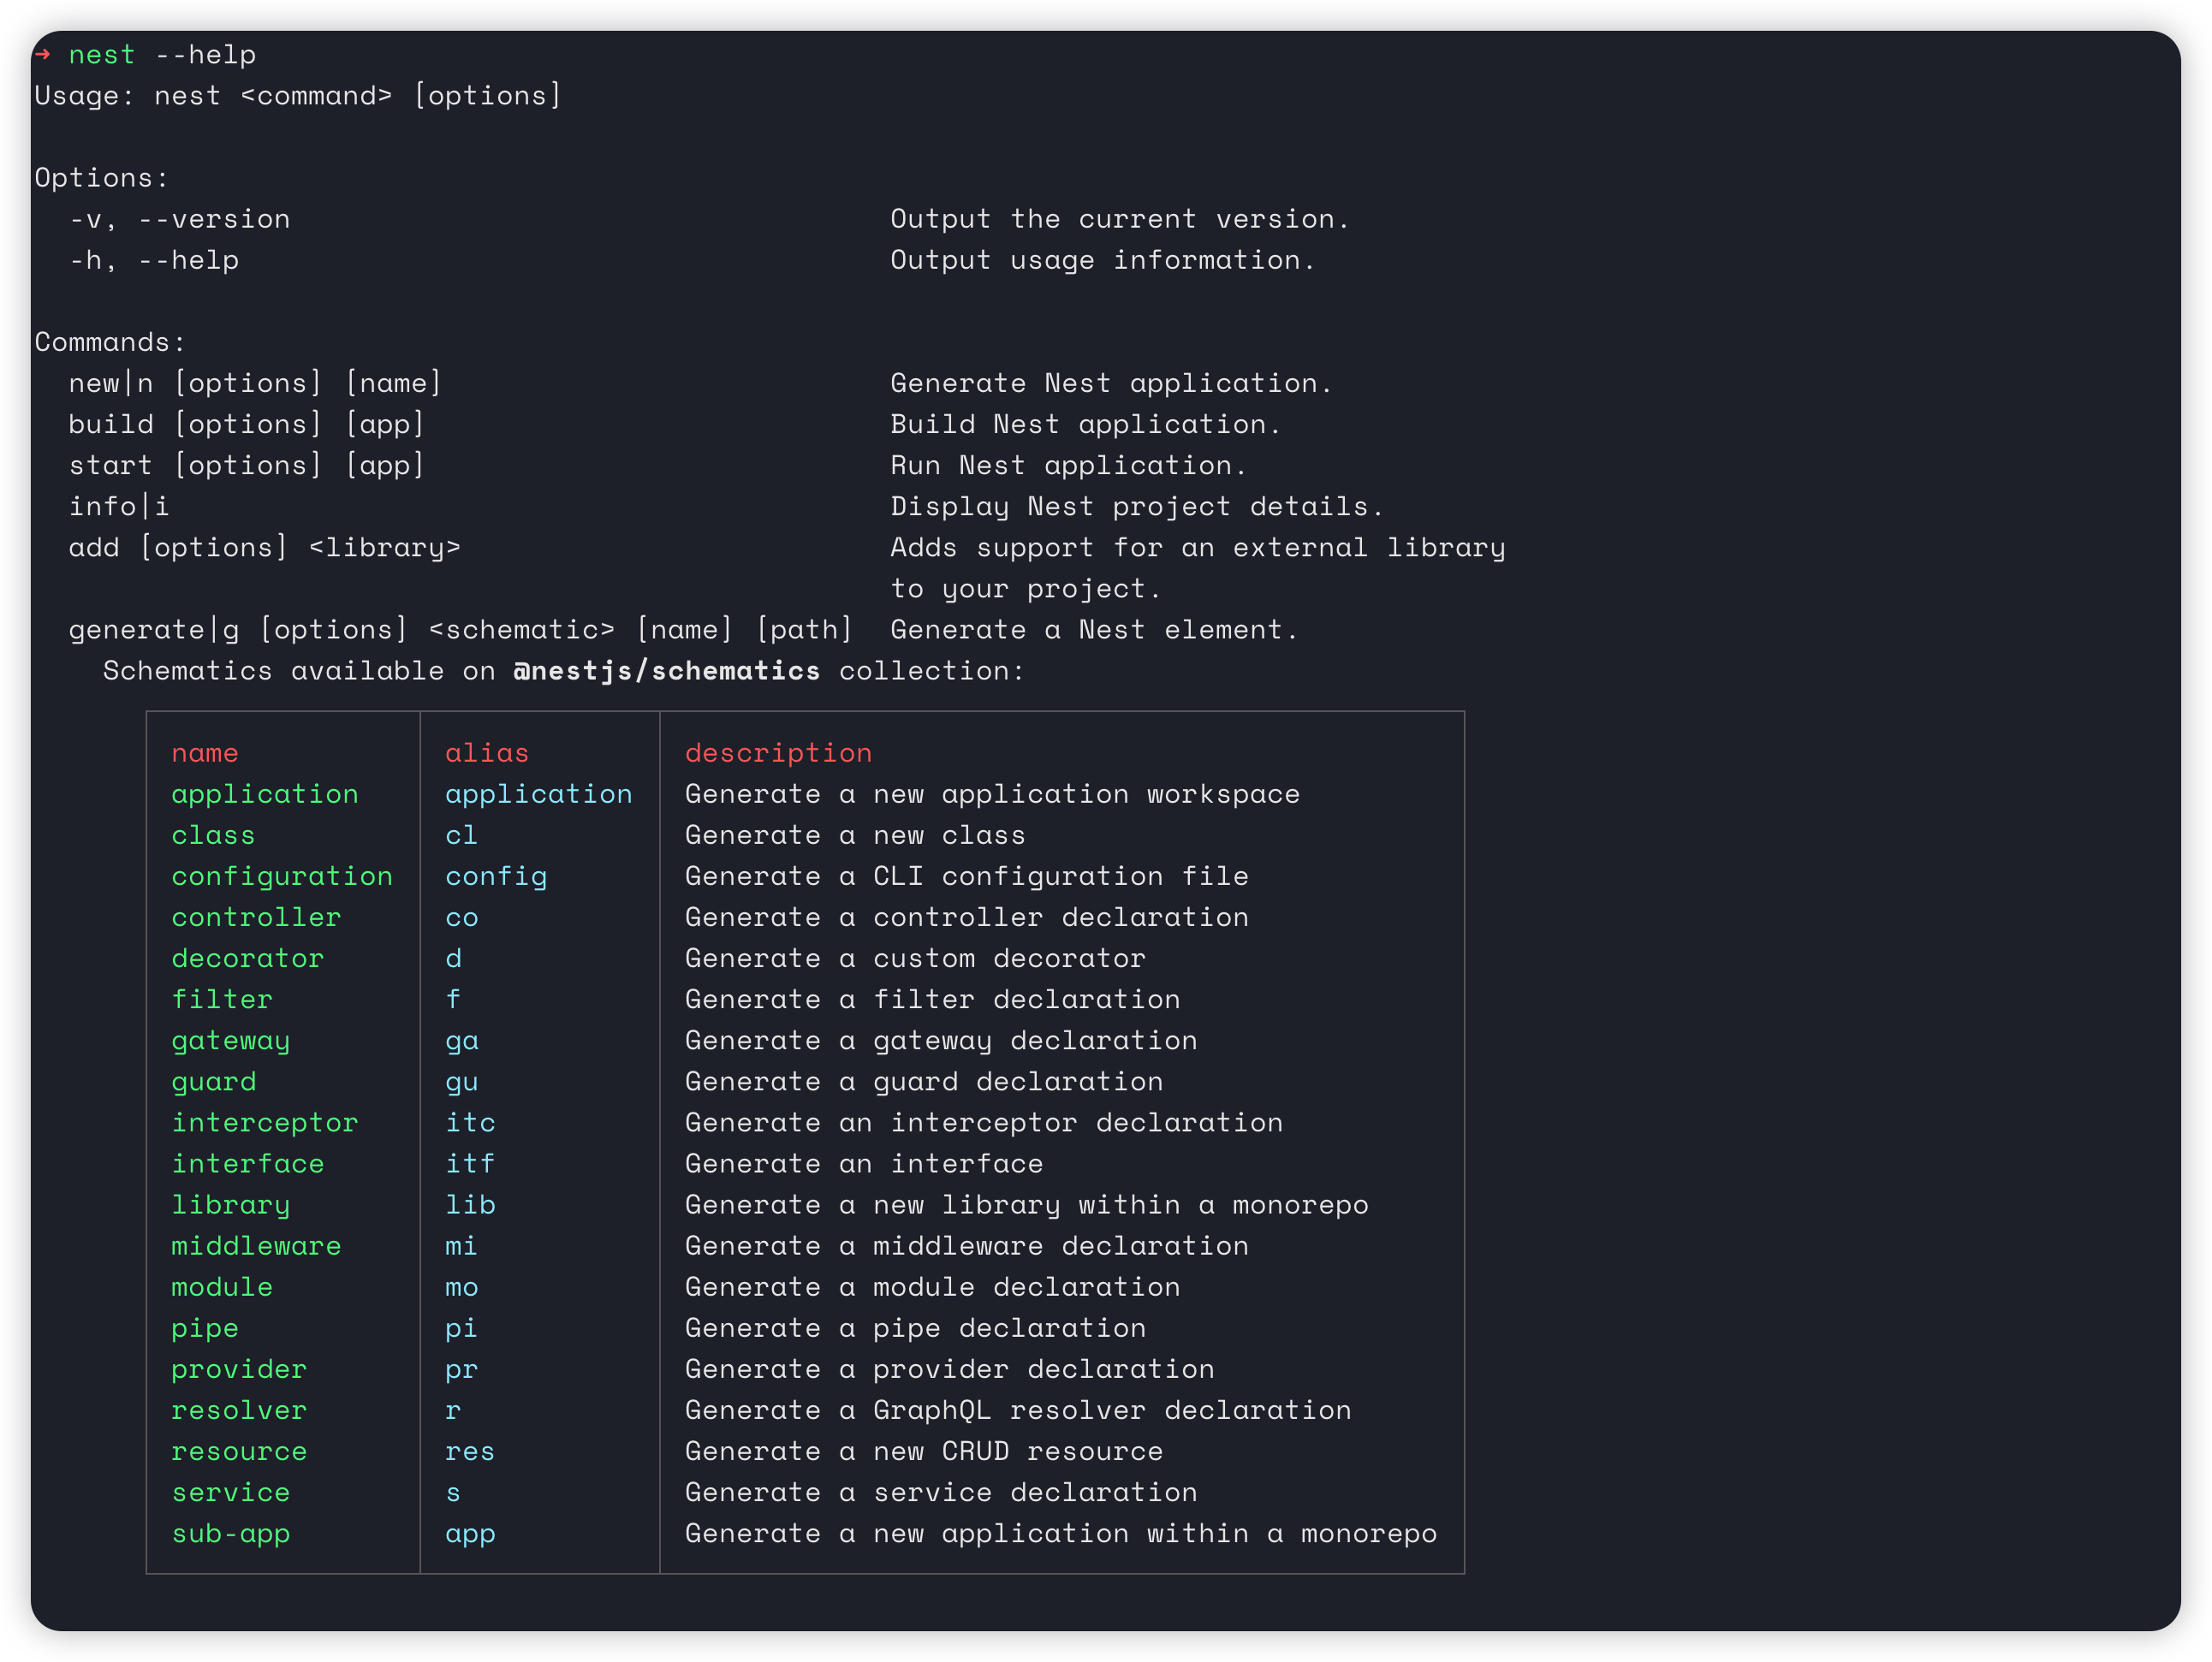 → nest --help
Usage: nest <command> [options]
Options:
-v, --version Output the current version.
-h, --help Output usage information.
Commands:
new|n [options] [name] Generate Nest application.
build [options] [app] Build Nest application.
start [options] [app] Run Nest application.
info|i Display Nest project details.
add [options] <library> Adds support for an external library
to your project.
generate|g [options] <schematic> [name] [path] Generate a Nest element.
Schematics available on @nestjs/schematics collection:
name alias description
application application Generate a new application workspace
class cl Generate a new class
configuration config Generate a CLI configuration file
controller co Generate a controller declaration
decorator d Generate a custom decorator
filter f Generate a filter declaration
gateway ga Generate a gateway declaration
guard gu Generate a guard declaration
interceptor itc Generate an interceptor declaration
interface itf Generate an interface
library lib Generate a new library within a monorepo
middleware mi Generate a middleware declaration
module mo Generate a module declaration
pipe pi Generate a pipe declaration
provider pr Generate a provider declaration
resolver r Generate a GraphQL resolver declaration
resource res Generate a new CRUD resource
service s Generate a service declaration
sub-app app Generate a new application within a monorepo